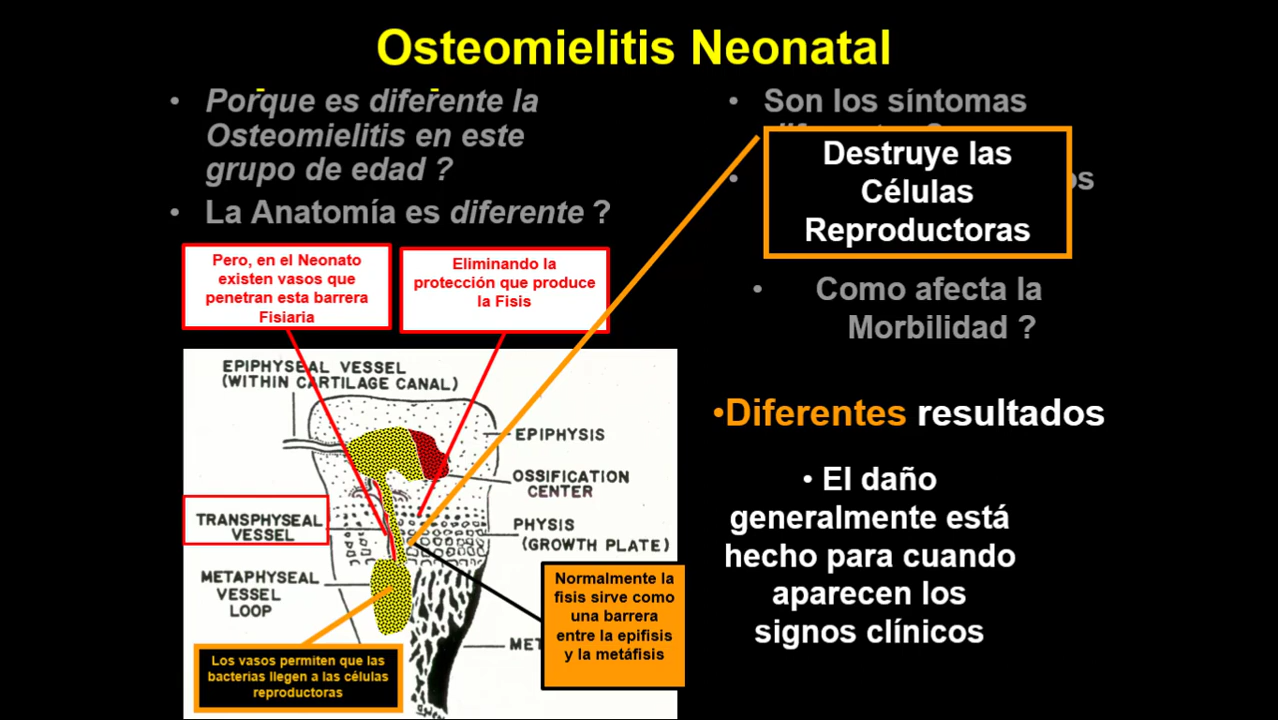 Osteomielitis Neonatal
• Porque es diferente la
Osteomielitis en este
grupo de edad ?
• La Anatomía es diferente ?
Pero, en el Neonato
existen vasos que
penetran esta barrera
Fisiaria
Eliminando la
protección que produce
la Fisis
EPIPHYSEAL VESSEL
(WITHIN CARTILAGE CANAL)
EPIPHYSIS
OSSIFICATION
CENTER
TRANSPHYSEAL
VESSEL
PHYSIS
(GROWTH PLATE)
METAPHYSEAL
VESSEL
LOOP
Normalmente la
fisis sirve como
una barrera
entre la epifisis
y la metáfisis
Los vasos permiten que las
bacterias llegen a las células
reproductoras
• Son los síntomas
Destruye las
Células
Reproductoras
• Como afecta la
Morbilidad ?
•Diferentes resultados
• El daño
generalmente está
hecho para cuando
aparecen los
signos clínicos